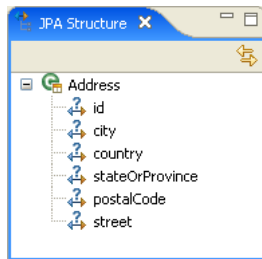 JPA Structure
Address
id
city
country
stateOrProvince
postalCode
street